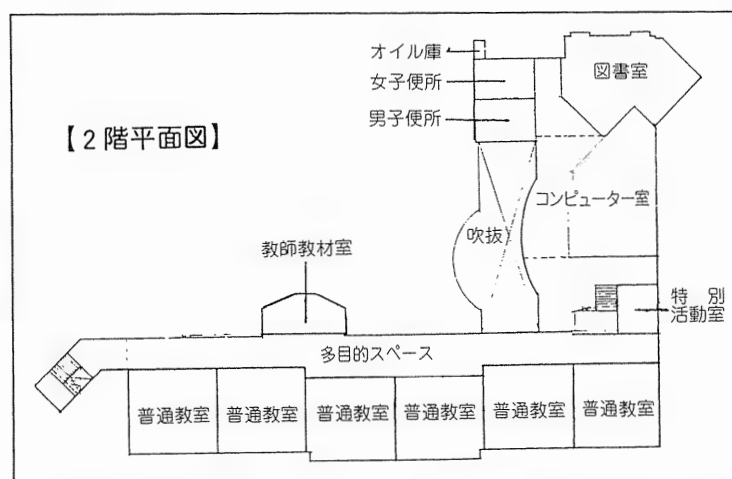 オイル庫
女子便所
図書室
男子便所
【2階平面図】
コンピューター室
吹抜
教師教材室
特別
活動室
多目的スペース
普通教室 普通教室 普通教室 普通教室 普通教室 普通教室